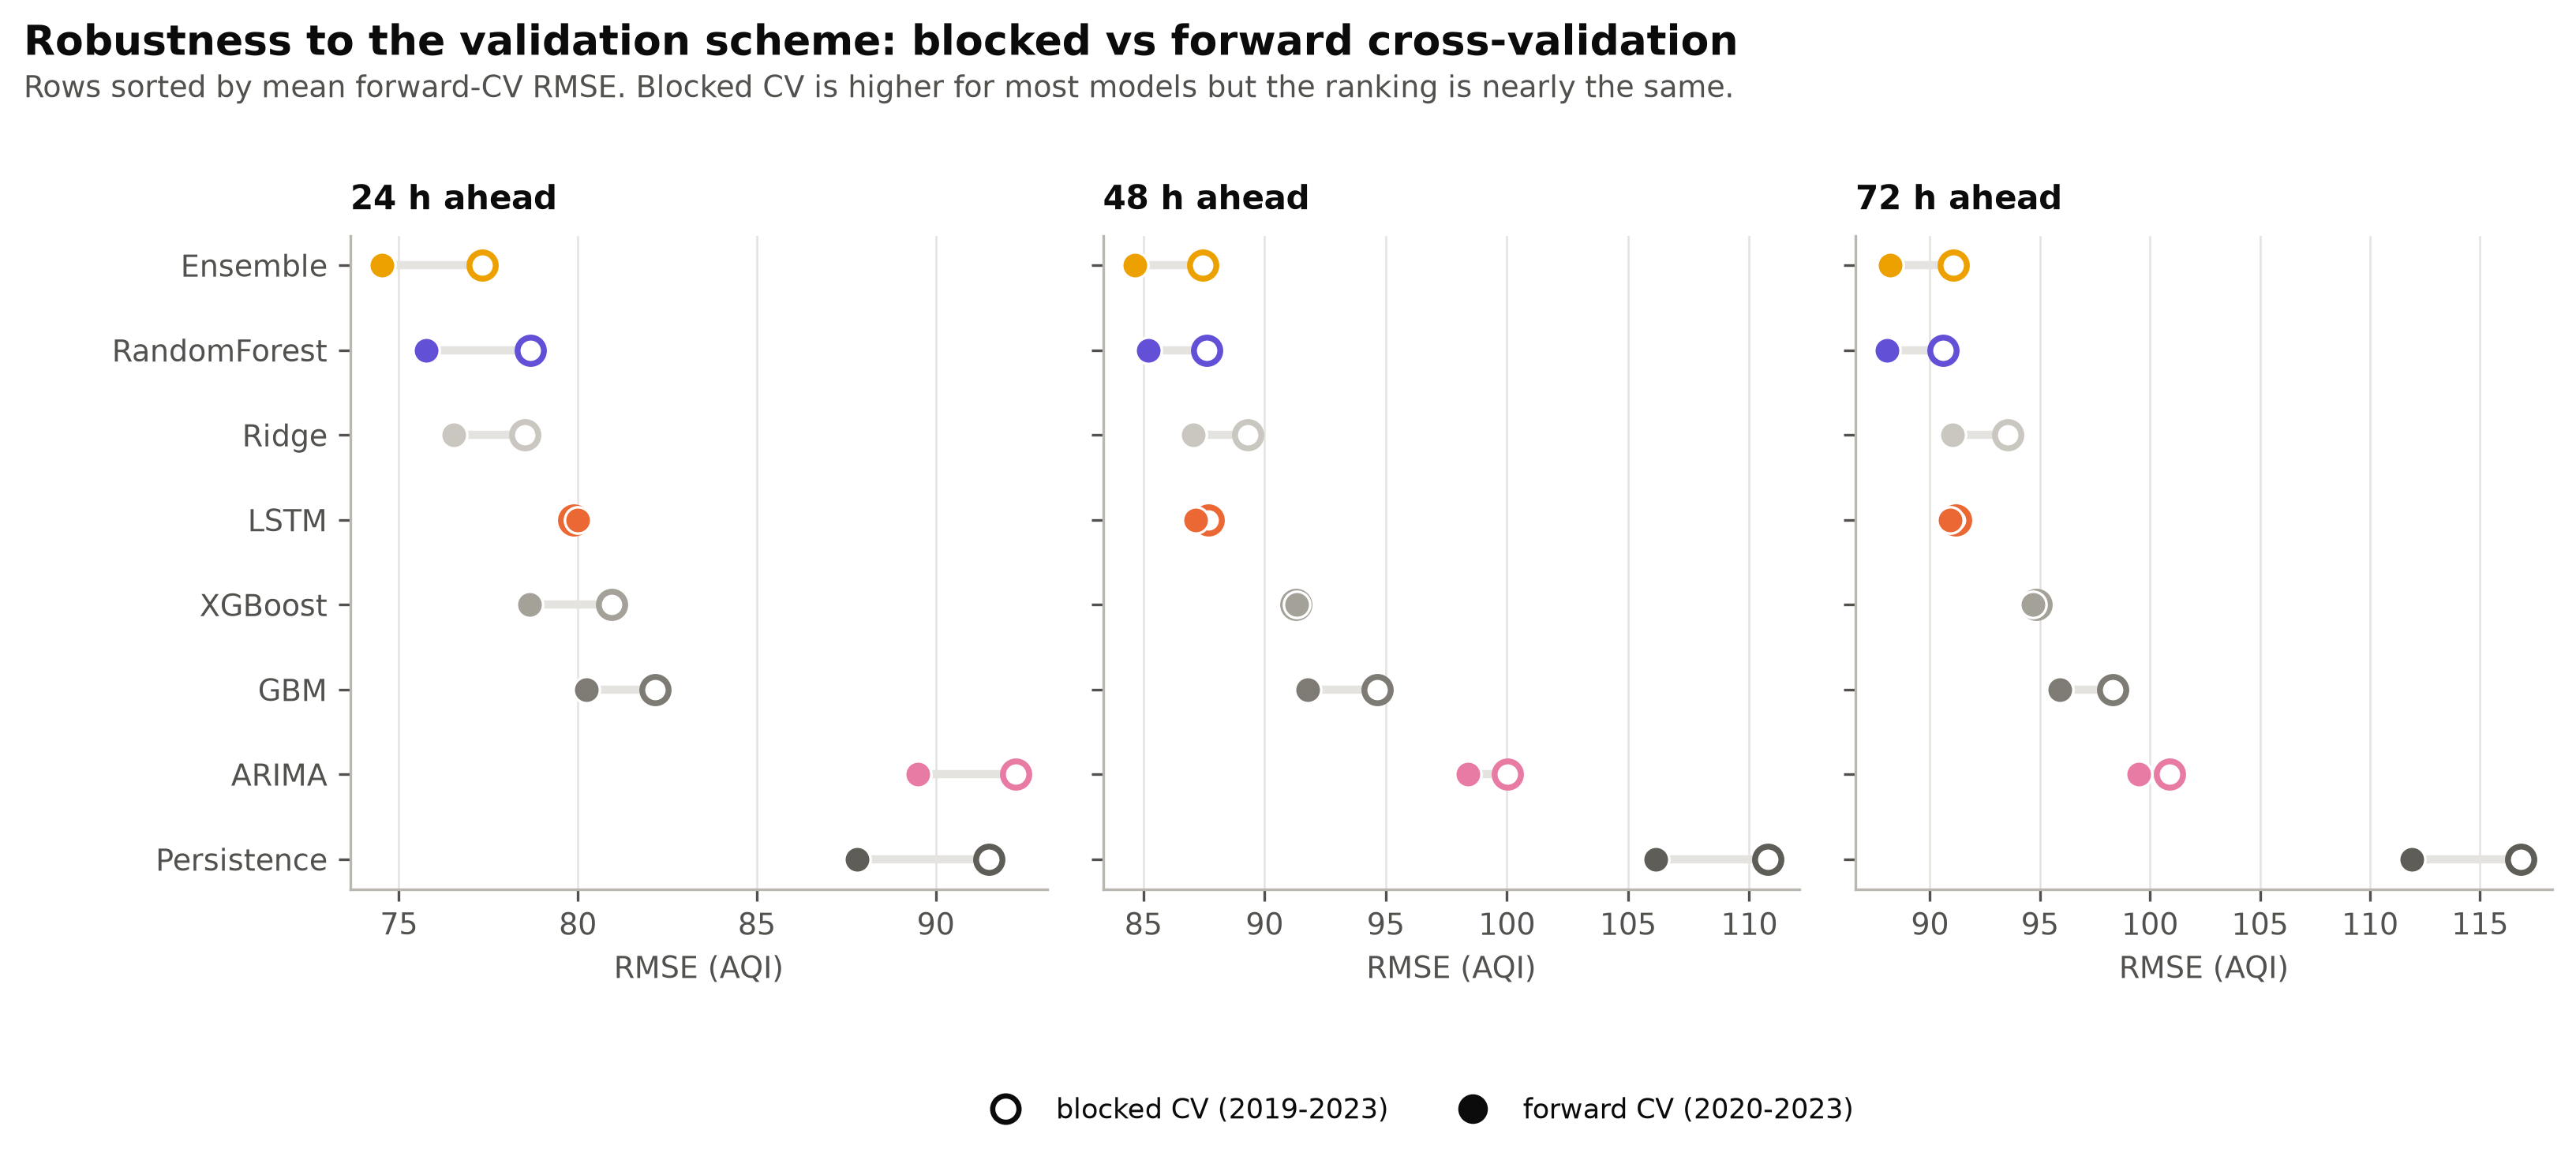 Robustness to the validation scheme: blocked vs forward cross-validation
Rows sorted by mean forward-CV RMSE. Blocked CV is higher for most models but the ranking is nearly the same.
24 h ahead
48 h ahead
72 h ahead
Ensemble
RandomForest
Ridge
LSTM
XGBoost
GBM
ARIMA
Persistence
75 80 85 90
85 90 95 100 105 110
90 95 100 105 110 115
RMSE (AQI)
RMSE (AQI)
RMSE (AQI)
blocked CV (2019-2023)
forward CV (2020-2023)